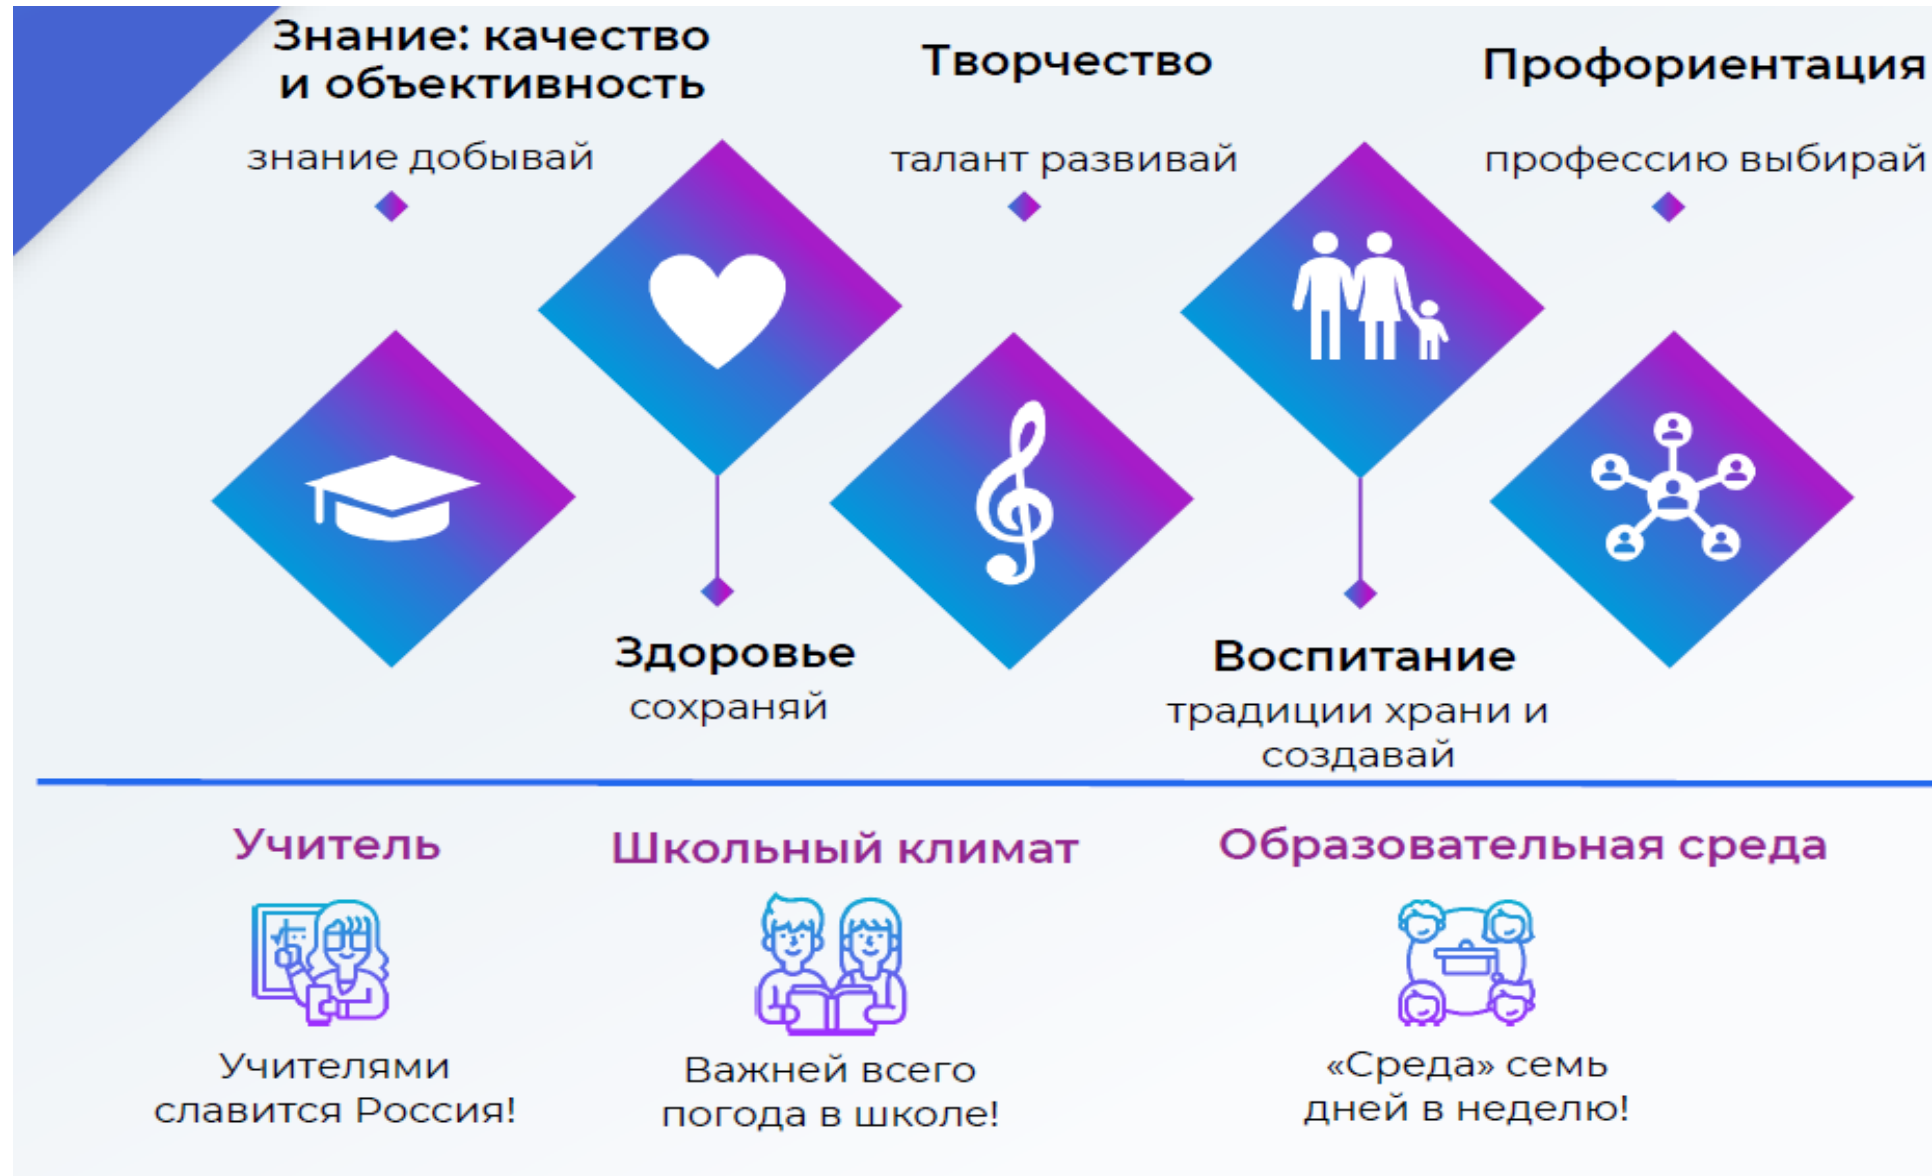 Знание: качество
и объективность
знание добывай
Творчество
талант развивай
Профориентация
профессию выбирай
Здоровье
сохраняй
Воспитание
традиции храни и
создавай
Учитель
Учителями
славится Россия!
Школьный климат
Важней всего
погода в школе!
Образовательная среда
«Среда» семь
дней в неделю!